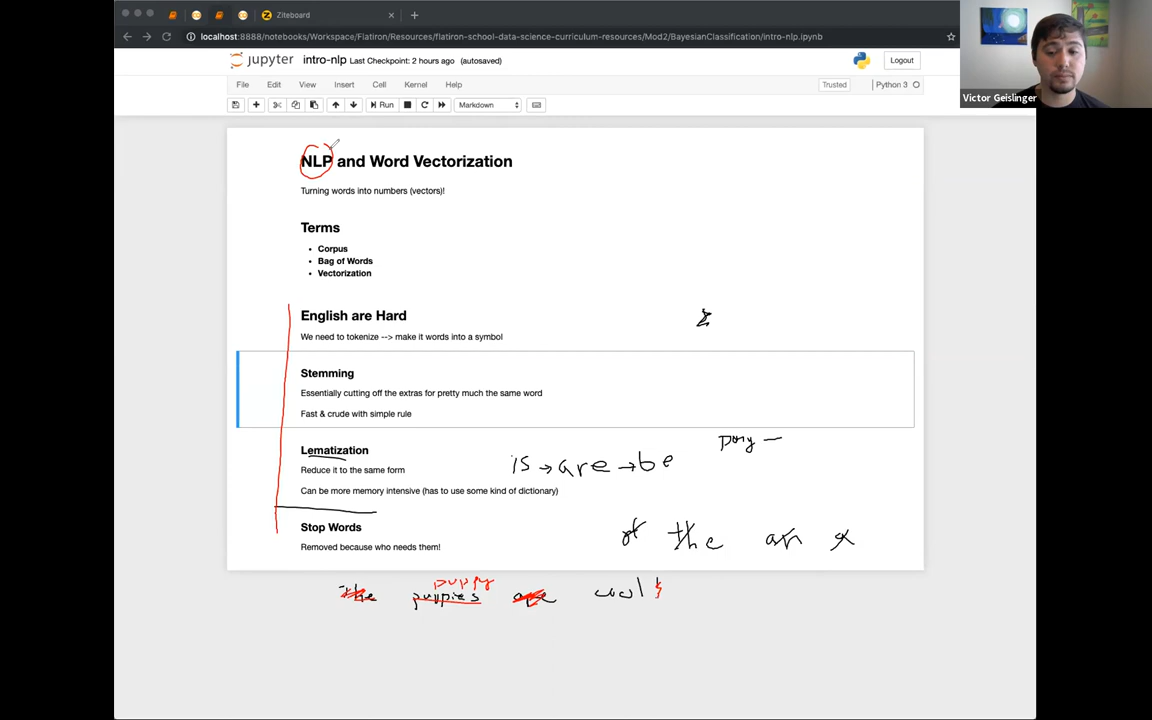 Ziteboard
localhost:8888/notebooks/Workspace/Flatiron/Resources/flatiron-school-data-science-curriculum-resources/Mod2/BayesianClassification/intro-nlp.ipynb
jupyter intro-nlp Last Checkpoint: 2 hours ago (autosaved) Logout
File Edit View Insert Cell Kernel Help Trusted Python 3
Run Markdown
Victor Geislinger
NLP and Word Vectorization
Turning words into numbers (vectors)!
Terms
Corpus
Bag of Words
Vectorization
English are Hard
We need to tokenize --> make it words into a symbol
Stemming
Essentially cutting off the extras for pretty much the same word
Fast & crude with simple rule
Lematization
is → are → be
Reduce it to the same form
Can be more memory intensive (has to use some kind of dictionary)
Stop Words
of the an a
Removed because who needs them!
puppy
the puppies are cool!